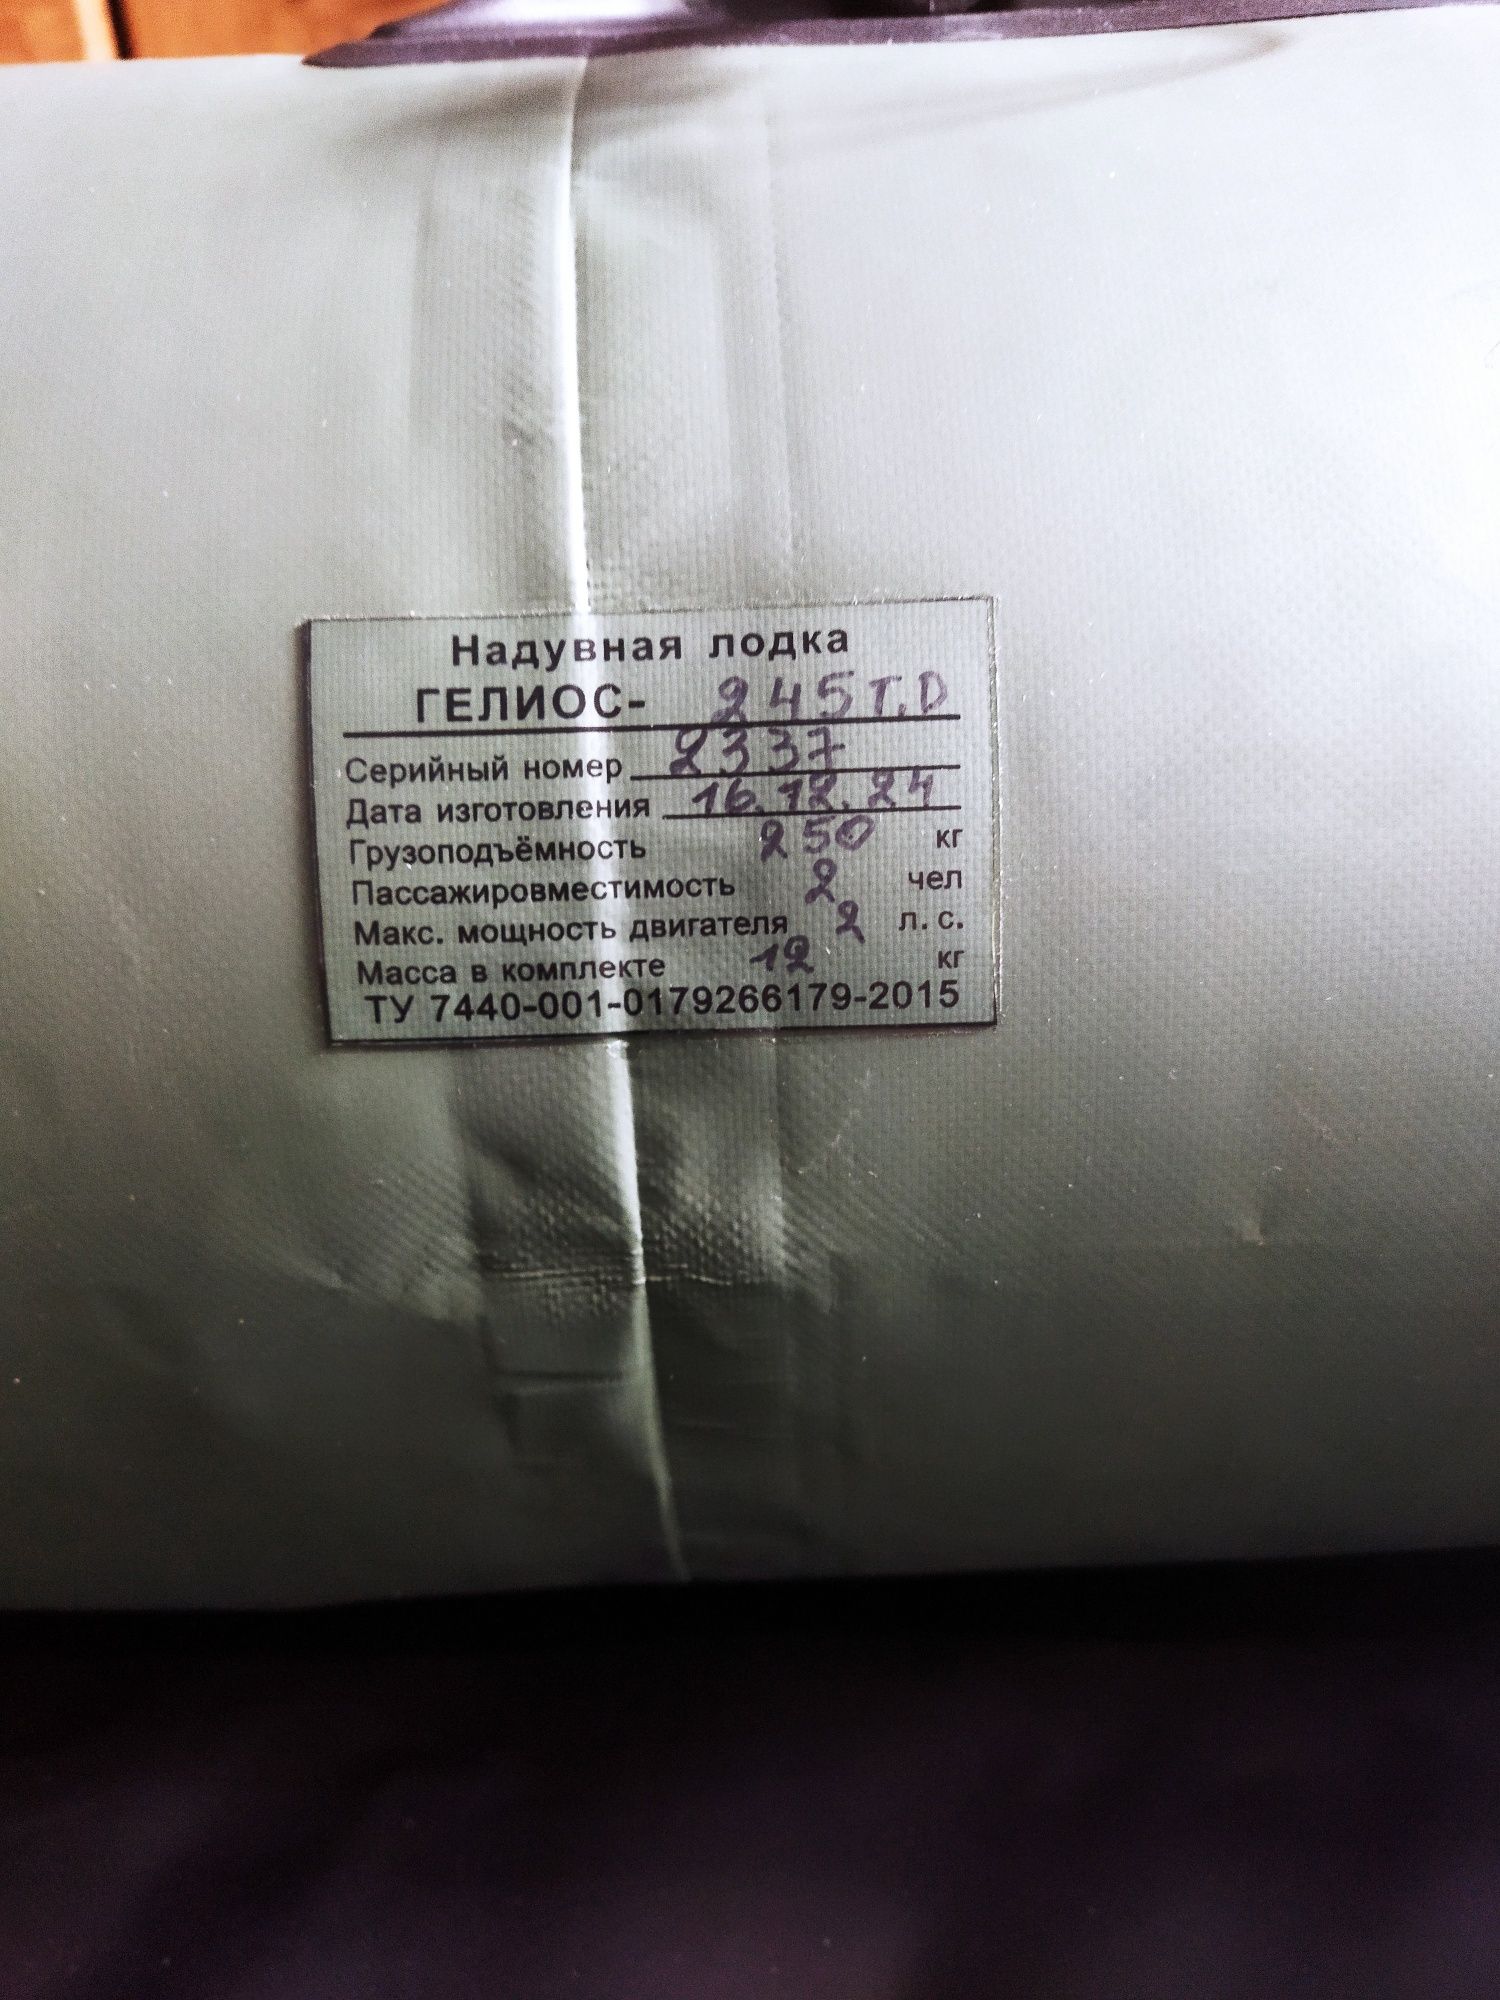 Надувная лодка
ГЕЛИОС- 245 Т.D
Серийный номер 2337
Дата изготовления 16.12.24
Грузоподъёмность 250 кг
Пассажировместимость 2 чел
Макс. мощность двигателя 2 л. с.
Масса в комплекте 12 кг
ТУ 7440-001-0179266179-2015